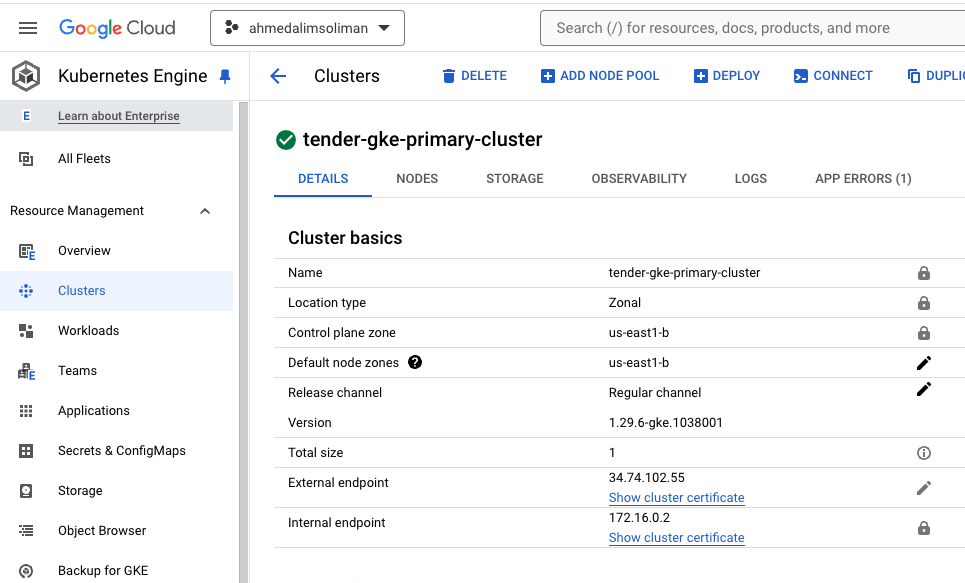 Google Cloud
ahmedalimsoliman
Search (/) for resources, docs, products, and more
Kubernetes Engine
Clusters
DELETE
ADD NODE POOL
DEPLOY
CONNECT
DUPLIC
E Learn about Enterprise
All Fleets
Resource Management
Overview
Clusters
Workloads
Teams
Applications
Secrets & ConfigMaps
Storage
Object Browser
Backup for GKE
tender-gke-primary-cluster
DETAILS
NODES
STORAGE
OBSERVABILITY
LOGS
APP ERRORS (1)
Cluster basics
Name tender-gke-primary-cluster
Location type Zonal
Control plane zone us-east1-b
Default node zones ? us-east1-b
Release channel Regular channel
Version 1.29.6-gke.1038001
Total size 1
External endpoint 34.74.102.55
Show cluster certificate
Internal endpoint 172.16.0.2
Show cluster certificate